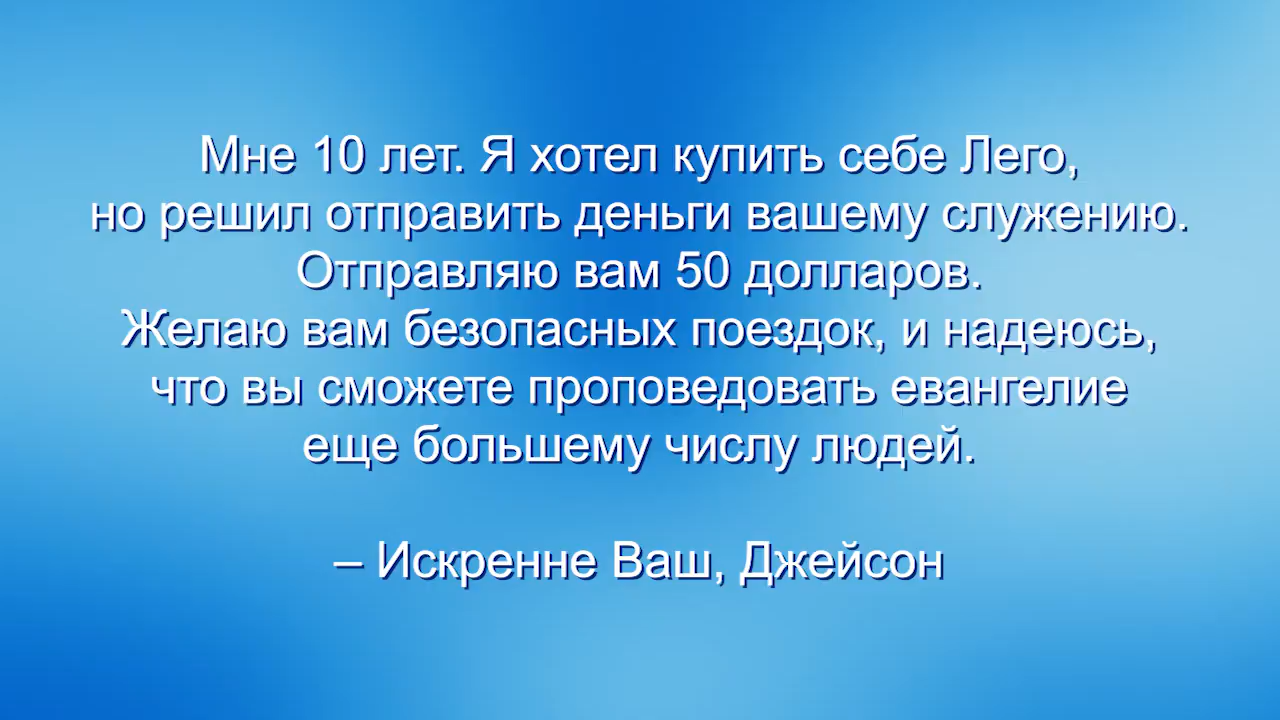 Мне 10 лет. Я хотел купить себе Лего,
но решил отправить деньги вашему служению.
Отправляю вам 50 долларов.
Желаю вам безопасных поездок, и надеюсь,
что вы сможете проповедовать евангелие
еще большему числу людей.
– Искренне Ваш, Джейсон